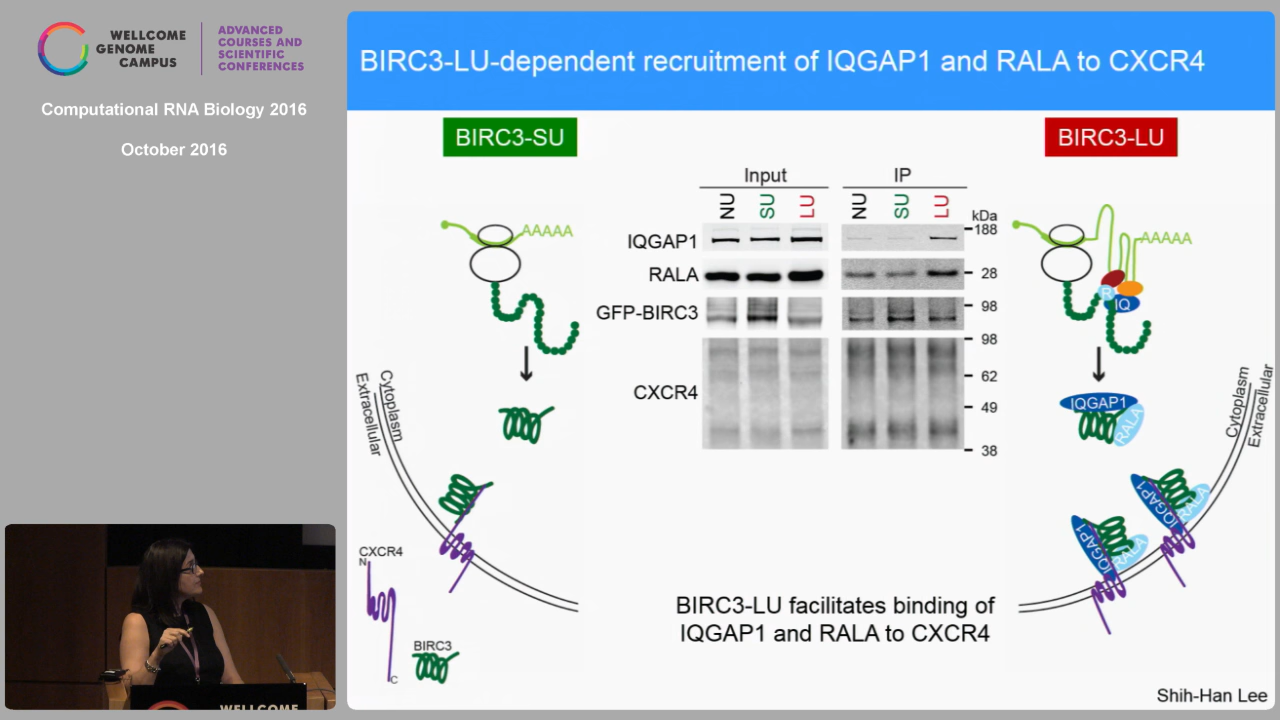 WELLCOME
GENOME
CAMPUS
ADVANCED
COURSES AND
SCIENTIFIC
CONFERENCES
Computational RNA Biology 2016
October 2016
BIRC3-LU-dependent recruitment of IQGAP1 and RALA to CXCR4
BIRC3-SU
BIRC3-LU
Input
IP
NU
SU
LU
NU
SU
LU
kDa
IQGAP1
188
RALA
28
GFP-BIRC3
98
CXCR4
98
62
49
38
AAAAA
Cytoplasm
Extracellular
CXCR4
N
C
BIRC3
AAAAA
R
IQ
IQGAP1
RALA
Cytoplasm
Extracellular
IQGAP1
RALA
IQGAP1
RALA
BIRC3-LU facilitates binding of
IQGAP1 and RALA to CXCR4
Shih-Han Lee
WELLCOME